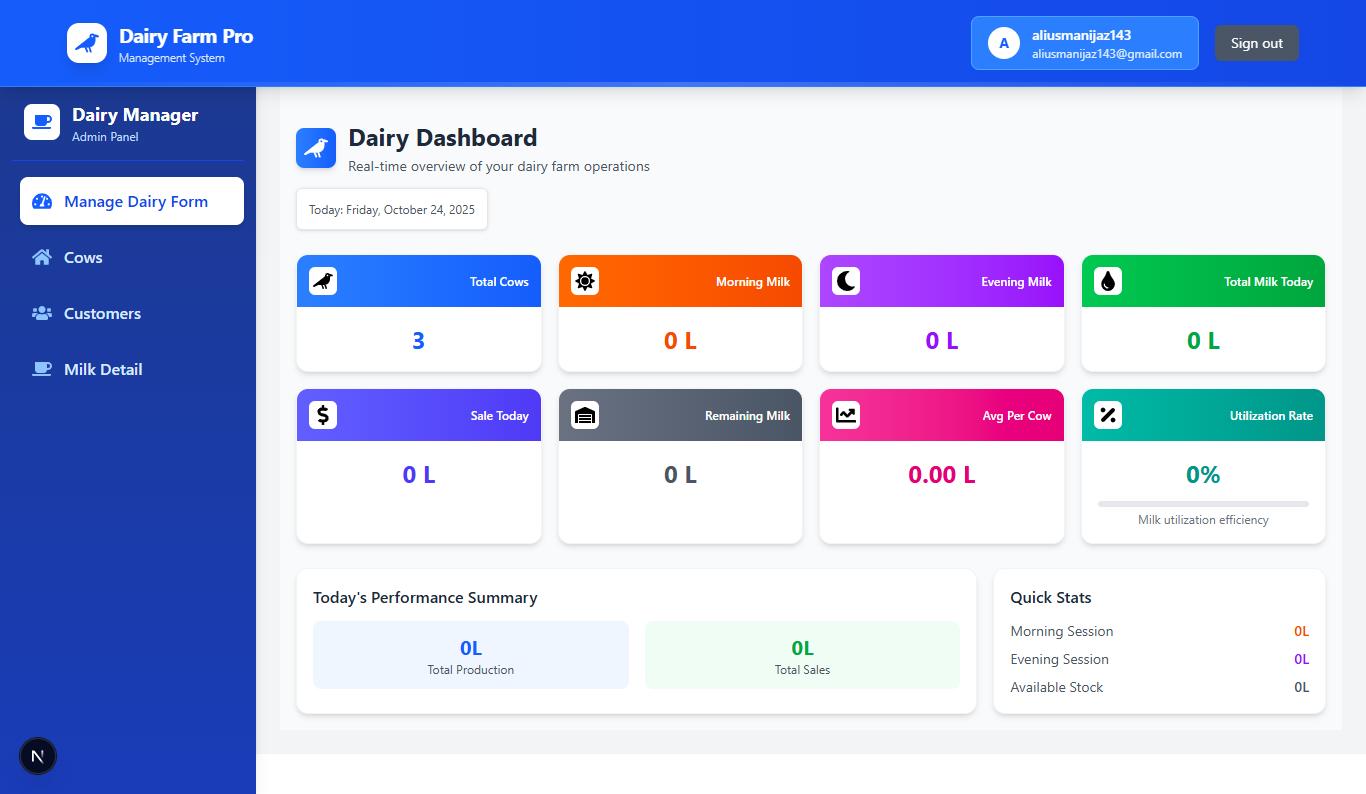 Dairy Farm Pro
Management System
A
aliusmanijaz143
aliusmanijaz143@gmail.com
Sign out
Dairy Manager
Admin Panel
Manage Dairy Form
Cows
Customers
Milk Detail
N
Dairy Dashboard
Real-time overview of your dairy farm operations
Today: Friday, October 24, 2025
Total Cows
3
Morning Milk
0 L
Evening Milk
0 L
Total Milk Today
0 L
Sale Today
0 L
Remaining Milk
0 L
Avg Per Cow
0.00 L
Utilization Rate
0%
Milk utilization efficiency
Today's Performance Summary
0L
Total Production
0L
Total Sales
Quick Stats
Morning Session 0L
Evening Session 0L
Available Stock 0L